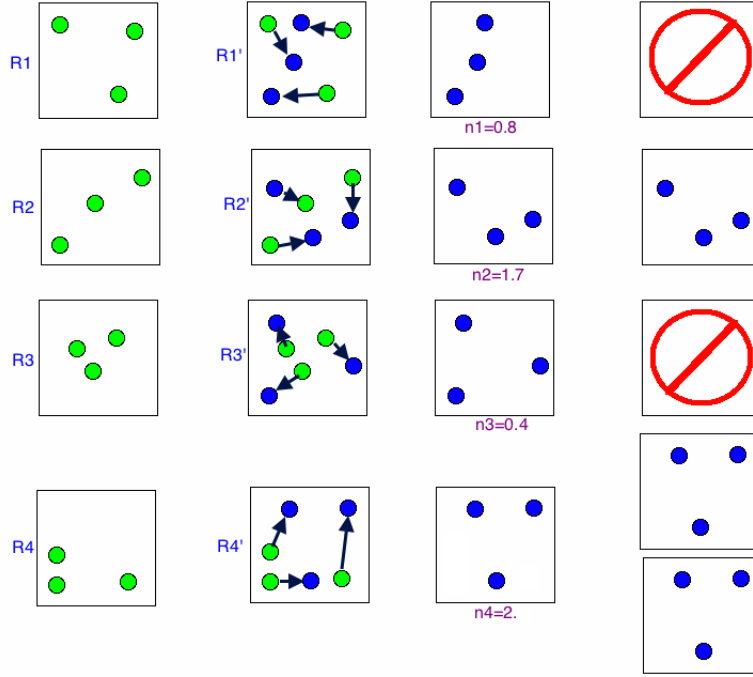 R1 R1'
n1=0.8
R2 R2'
n2=1.7
R3 R3'
n3=0.4
R4 R4'
n4=2.